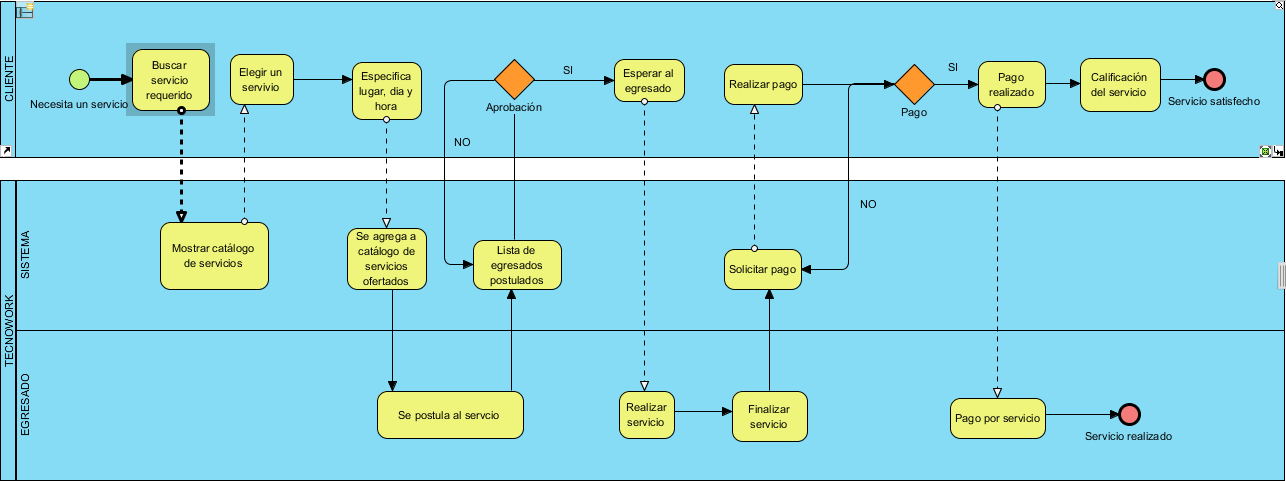 CLIENTE
Necesita un servicio
Buscar
servicio
requerido
Elegir un
servivio
Especifica
lugar, dia y
hora
Aprobación
SI
NO
Esperar al
egresado
Realizar pago
Pago
SI
NO
Pago
realizado
Calificación
del servicio
Servicio satisfecho
TECNOWORK
SISTEMA
Mostrar catálogo
de servicios
Se agrega a
catálogo de
servicios
ofertados
Lista de
egresados
postulados
Solicitar pago
EGRESADO
Se postula al servcio
Realizar
servicio
Finalizar
servicio
Pago por servicio
Servicio realizado